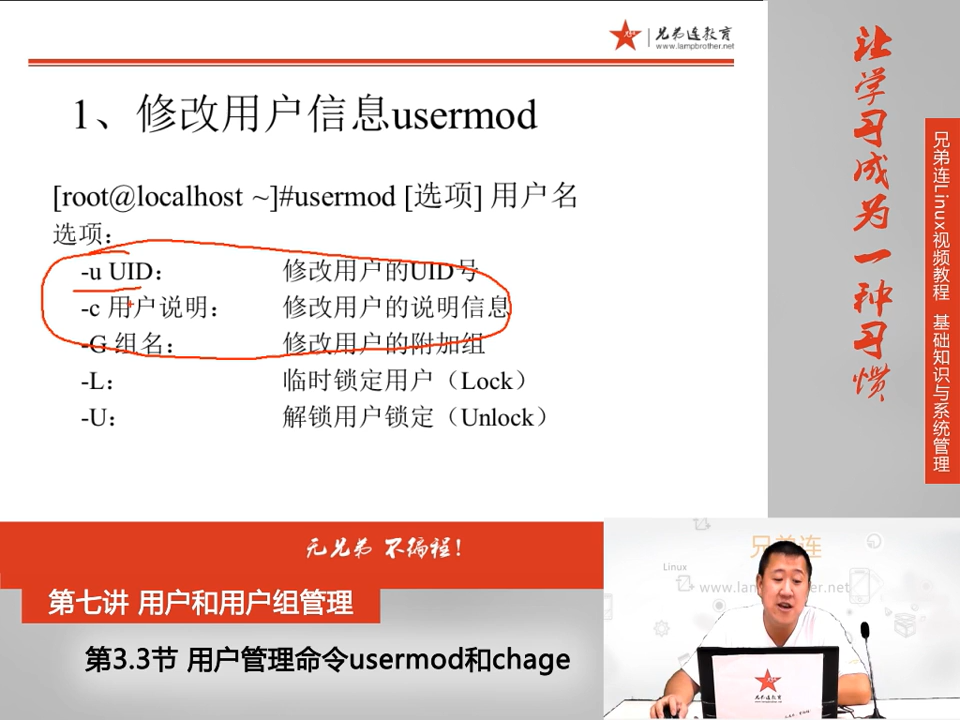 兄弟连教育
www.lampbrother.net
1、修改用户信息usermod
[root@localhost ~]#usermod [选项] 用户名
选项：
-u UID： 修改用户的UID号
-c 用户说明： 修改用户的说明信息
-G 组名： 修改用户的附加组
-L： 临时锁定用户（Lock）
-U： 解锁用户锁定（Unlock）
让学习成为一种习惯
兄弟连Linux视频教程 基础知识与系统管理
无兄弟 不编程！
第七讲 用户和用户组管理
第3.3节 用户管理命令usermod和chage
兄弟连
Linux
兄弟连教育